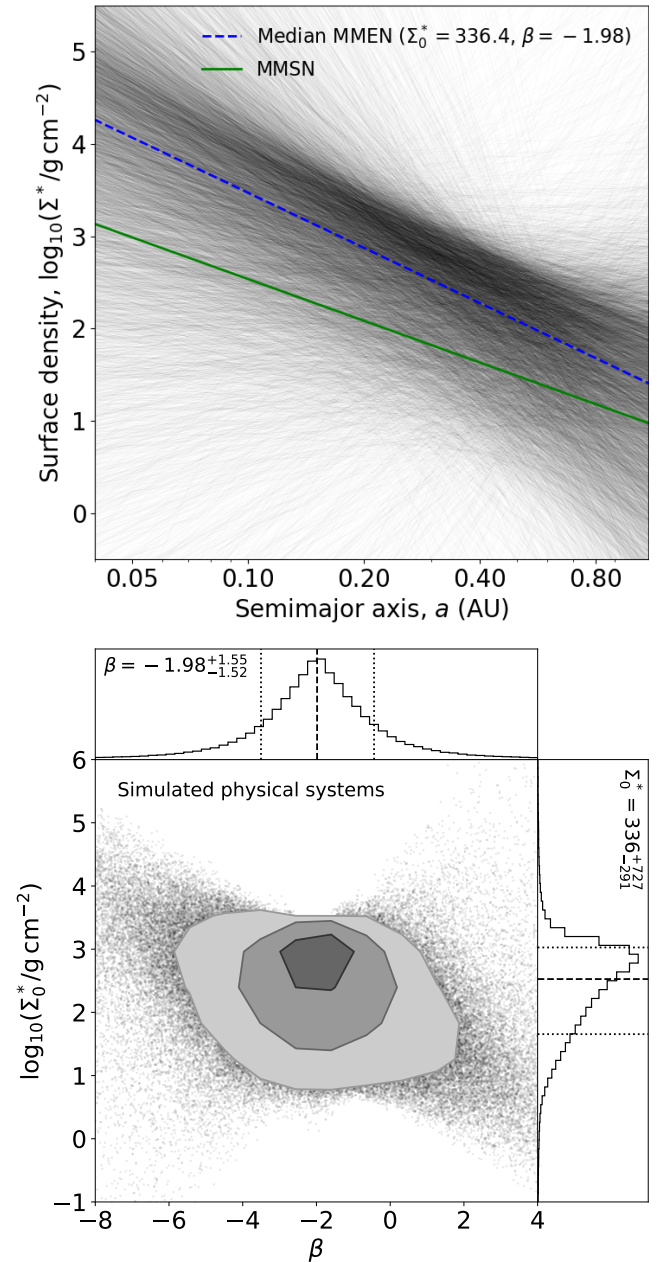 5
4
3
2
1
0
Surface density, log₁₀(Σ*/g cm⁻²)
Median MMEN (Σ₀* = 336.4, β = −1.98)
MMSN
0.05 0.10 0.20 0.40 0.80
Semimajor axis, a (AU)
β = −1.98 +1.55 −1.52
Simulated physical systems
Σ₀* = 336 +727 −291
6
5
4
3
2
1
0
−1
log₁₀(Σ₀*/g cm⁻²)
−8 −6 −4 −2 0 2 4
β